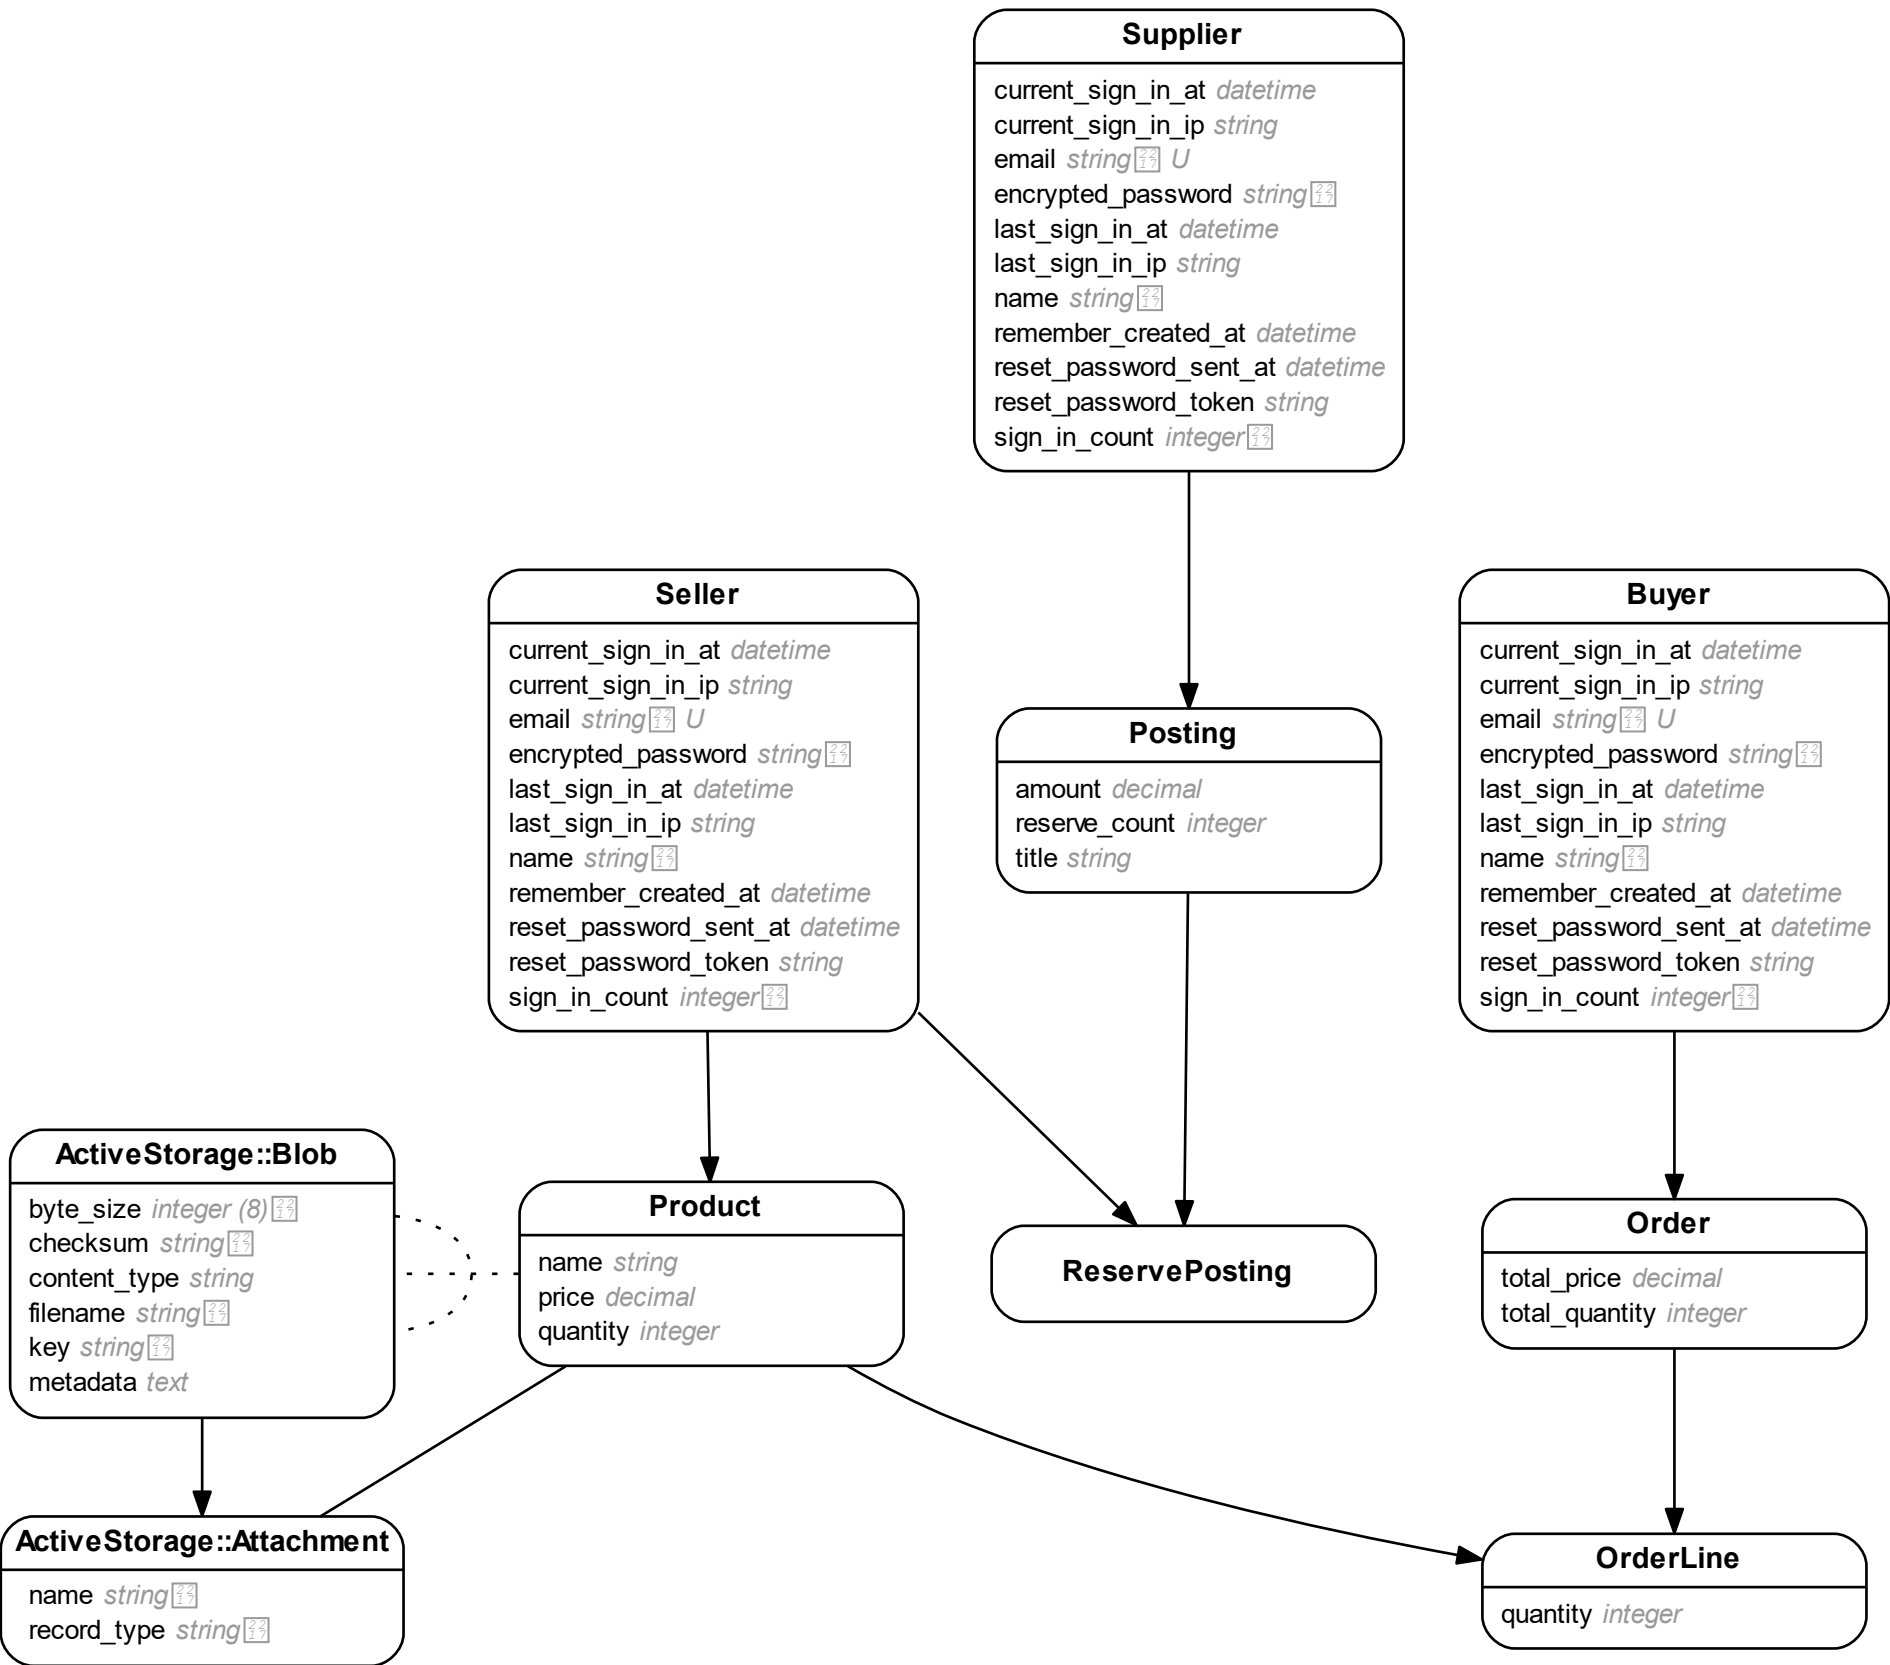 Supplier
current_sign_in_at datetime
current_sign_in_ip string
email string∗ U
encrypted_password string∗
last_sign_in_at datetime
last_sign_in_ip string
name string∗
remember_created_at datetime
reset_password_sent_at datetime
reset_password_token string
sign_in_count integer∗
Seller
current_sign_in_at datetime
current_sign_in_ip string
email string∗ U
encrypted_password string∗
last_sign_in_at datetime
last_sign_in_ip string
name string∗
remember_created_at datetime
reset_password_sent_at datetime
reset_password_token string
sign_in_count integer∗
Posting
amount decimal
reserve_count integer
title string
Buyer
current_sign_in_at datetime
current_sign_in_ip string
email string∗ U
encrypted_password string∗
last_sign_in_at datetime
last_sign_in_ip string
name string∗
remember_created_at datetime
reset_password_sent_at datetime
reset_password_token string
sign_in_count integer∗
ActiveStorage::Blob
byte_size integer (8)∗
checksum string∗
content_type string
filename string∗
key string∗
metadata text
Product
name string
price decimal
quantity integer
ReservePosting
Order
total_price decimal
total_quantity integer
ActiveStorage::Attachment
name string∗
record_type string∗
OrderLine
quantity integer